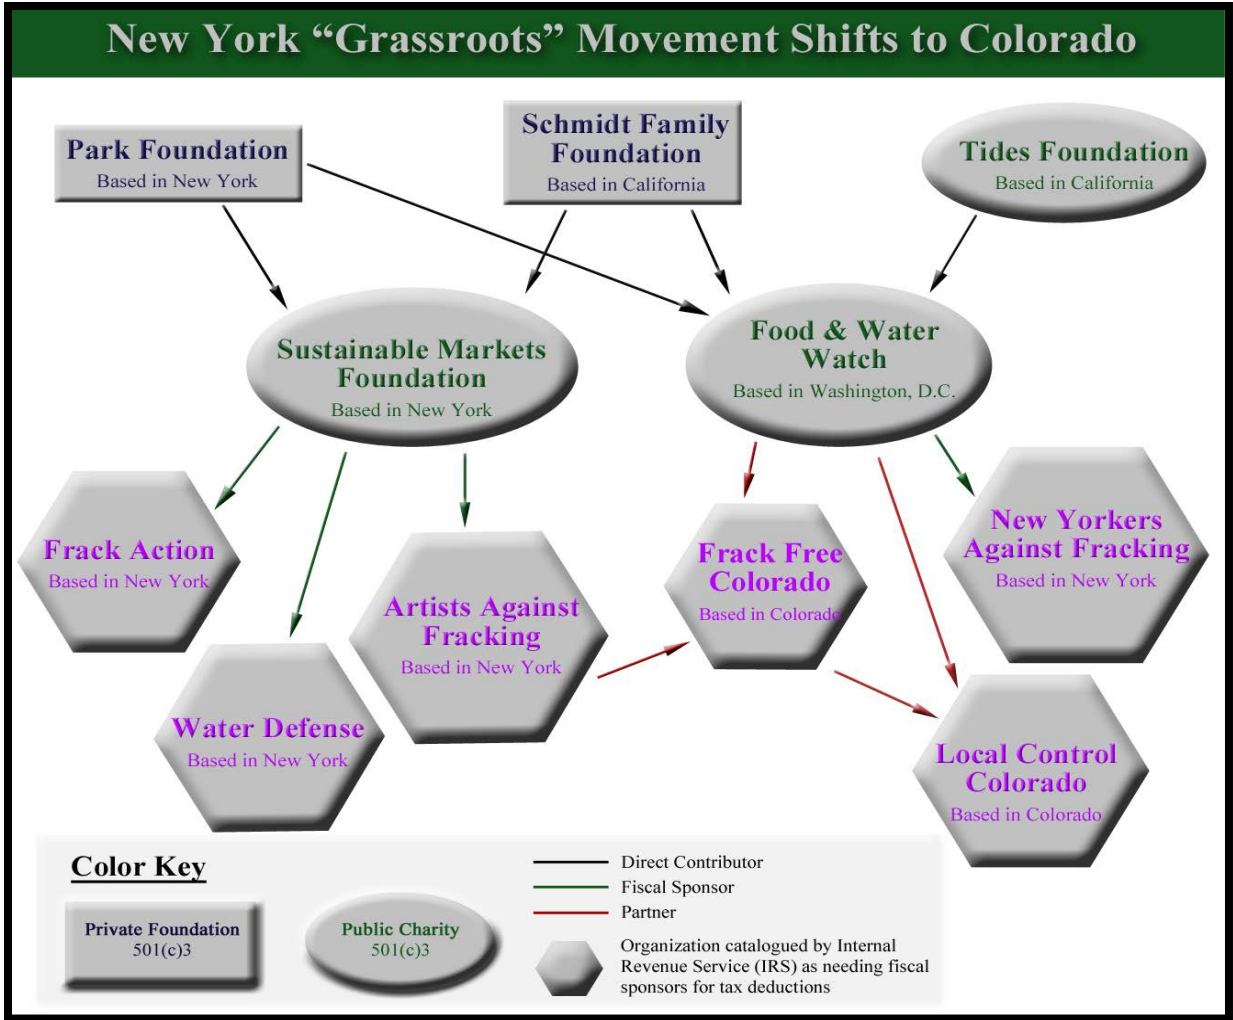 New York “Grassroots” Movement Shifts to Colorado
Park Foundation
Based in New York
Schmidt Family
Foundation
Based in California
Tides Foundation
Based in California
Sustainable Markets
Foundation
Based in New York
Food & Water
Watch
Based in Washington, D.C.
Frack Action
Based in New York
Water Defense
Based in New York
Artists Against
Fracking
Based in New York
Frack Free
Colorado
Based in Colorado
New Yorkers
Against Fracking
Based in New York
Local Control
Colorado
Based in Colorado
Color Key
Private Foundation
501(c)3
Public Charity
501(c)3
Direct Contributor
Fiscal Sponsor
Partner
Organization catalogued by Internal
Revenue Service (IRS) as needing fiscal
sponsors for tax deductions